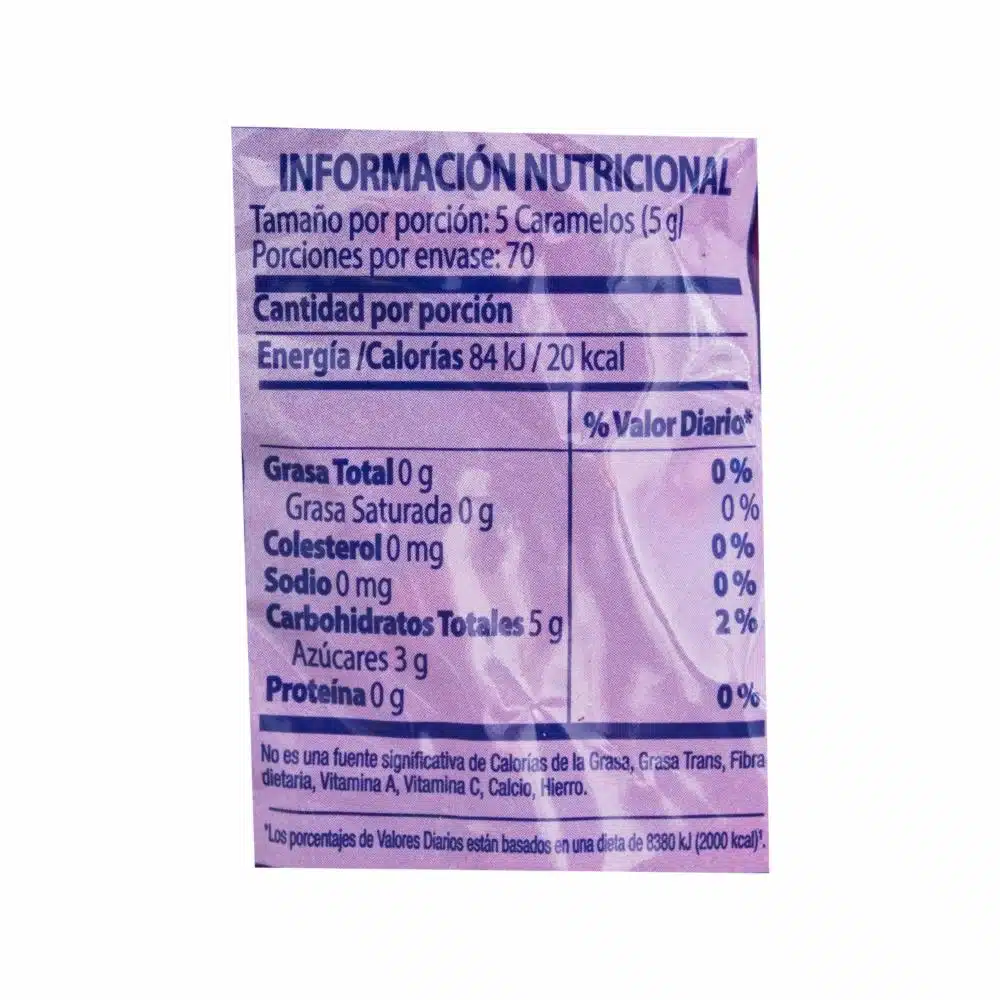 INFORMACIÓN NUTRICIONAL
Tamaño por porción: 5 Caramelos (5 g)
Porciones por envase: 70
Cantidad por porción
Energía /Calorías 84 kJ / 20 kcal
% Valor Diario*
Grasa Total 0 g 0 %
Grasa Saturada 0 g 0 %
Colesterol 0 mg 0 %
Sodio 0 mg 0 %
Carbohidratos Totales 5 g 2 %
Azúcares 3 g
Proteína 0 g 0 %
No es una fuente significativa de Calorías de la Grasa, Grasa Trans, Fibra
dietaria, Vitamina A, Vitamina C, Calcio, Hierro.
*Los porcentajes de Valores Diarios están basados en una dieta de 8380 kJ (2000 kcal)¹.